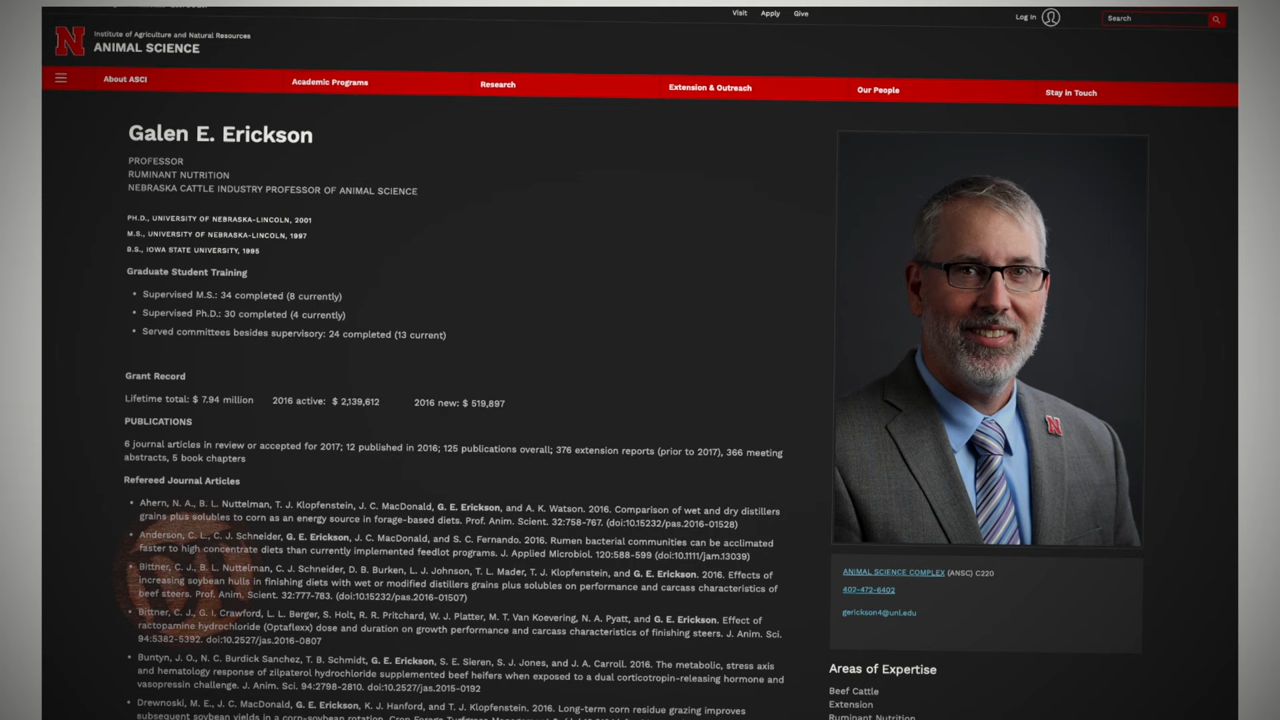 Visit Apply Give
Log In
Search
N
Institute of Agriculture and Natural Resources
ANIMAL SCIENCE
About ASCI Academic Programs Research Extension & Outreach Our People Stay in Touch
Galen E. Erickson
PROFESSOR
RUMINANT NUTRITION
NEBRASKA CATTLE INDUSTRY PROFESSOR OF ANIMAL SCIENCE
PH.D., UNIVERSITY OF NEBRASKA-LINCOLN, 2001
M.S., UNIVERSITY OF NEBRASKA-LINCOLN, 1997
B.S., IOWA STATE UNIVERSITY, 1995
Graduate Student Training
• Supervised M.S.: 34 completed (8 currently)
• Supervised Ph.D.: 30 completed (4 currently)
• Served committees besides supervisory: 24 completed (13 current)
Grant Record
Lifetime total: $ 7.94 million 2016 active: $ 2,139,612 2016 new: $ 519,897
PUBLICATIONS
6 journal articles in review or accepted for 2017; 12 published in 2016; 125 publications overall; 376 extension reports (prior to 2017), 366 meeting
abstracts, 5 book chapters
Refereed Journal Articles
• Ahern, N. A., B. L. Nuttelman, T. J. Klopfenstein, J. C. MacDonald, G. E. Erickson, and A. K. Watson. 2016. Comparison of wet and dry distillers
grains plus solubles to corn as an energy source in forage-based diets. Prof. Anim. Scient. 32:758-767. (doi:10.15232/pas.2016-01528)
• Anderson, C. L., C. J. Schneider, G. E. Erickson, J. C. MacDonald, and S. C. Fernando. 2016. Rumen bacterial communities can be acclimated
faster to high concentrate diets than currently implemented feedlot programs. J. Applied Microbiol. 120:588-599 (doi:10.1111/jam.13039)
• Bittner, C. J., B. L. Nuttelman, C. J. Schneider, D. B. Burken, L. J. Johnson, T. L. Mader, T. J. Klopfenstein, and G. E. Erickson. 2016. Effects of
increasing soybean hulls in finishing diets with wet or modified distillers grains plus solubles on performance and carcass characteristics of
beef steers. Prof. Anim. Scient. 32:777-783. (doi:10.15232/pas.2016-01507)
• Bittner, C. J., G. I. Crawford, L. L. Berger, S. Holt, R. R. Pritchard, W. J. Platter, M. T. Van Koevering, N. A. Pyatt, and G. E. Erickson. Effect of
ractopamine hydrochloride (Optaflexx) dose and duration on growth performance and carcass characteristics of finishing steers. J. Anim. Sci.
94:5382-5392. doi:10.2527/jas.2016-0807
• Buntyn, J. O., N. C. Burdick Sanchez, T. B. Schmidt, G. E. Erickson, S. E. Sieren, S. J. Jones, and J. A. Carroll. 2016. The metabolic, stress axis
and hematology response of zilpaterol hydrochloride supplemented beef heifers when exposed to a dual corticotropin-releasing hormone and
vasopressin challenge. J. Anim. Sci. 94:2798-2810. doi:10.2527/jas.2015-0192
• Drewnoski, M. E., J. C. MacDonald, G. E. Erickson, K. J. Hanford, and T. J. Klopfenstein. 2016. Long-term corn residue grazing improves
subsequent soybean yields in a corn-soybean rotation.
N
ANIMAL SCIENCE COMPLEX (ANSC) C220
402-472-6402
gerickson4@unl.edu
Areas of Expertise
Beef Cattle
Extension
Ruminant Nutrition